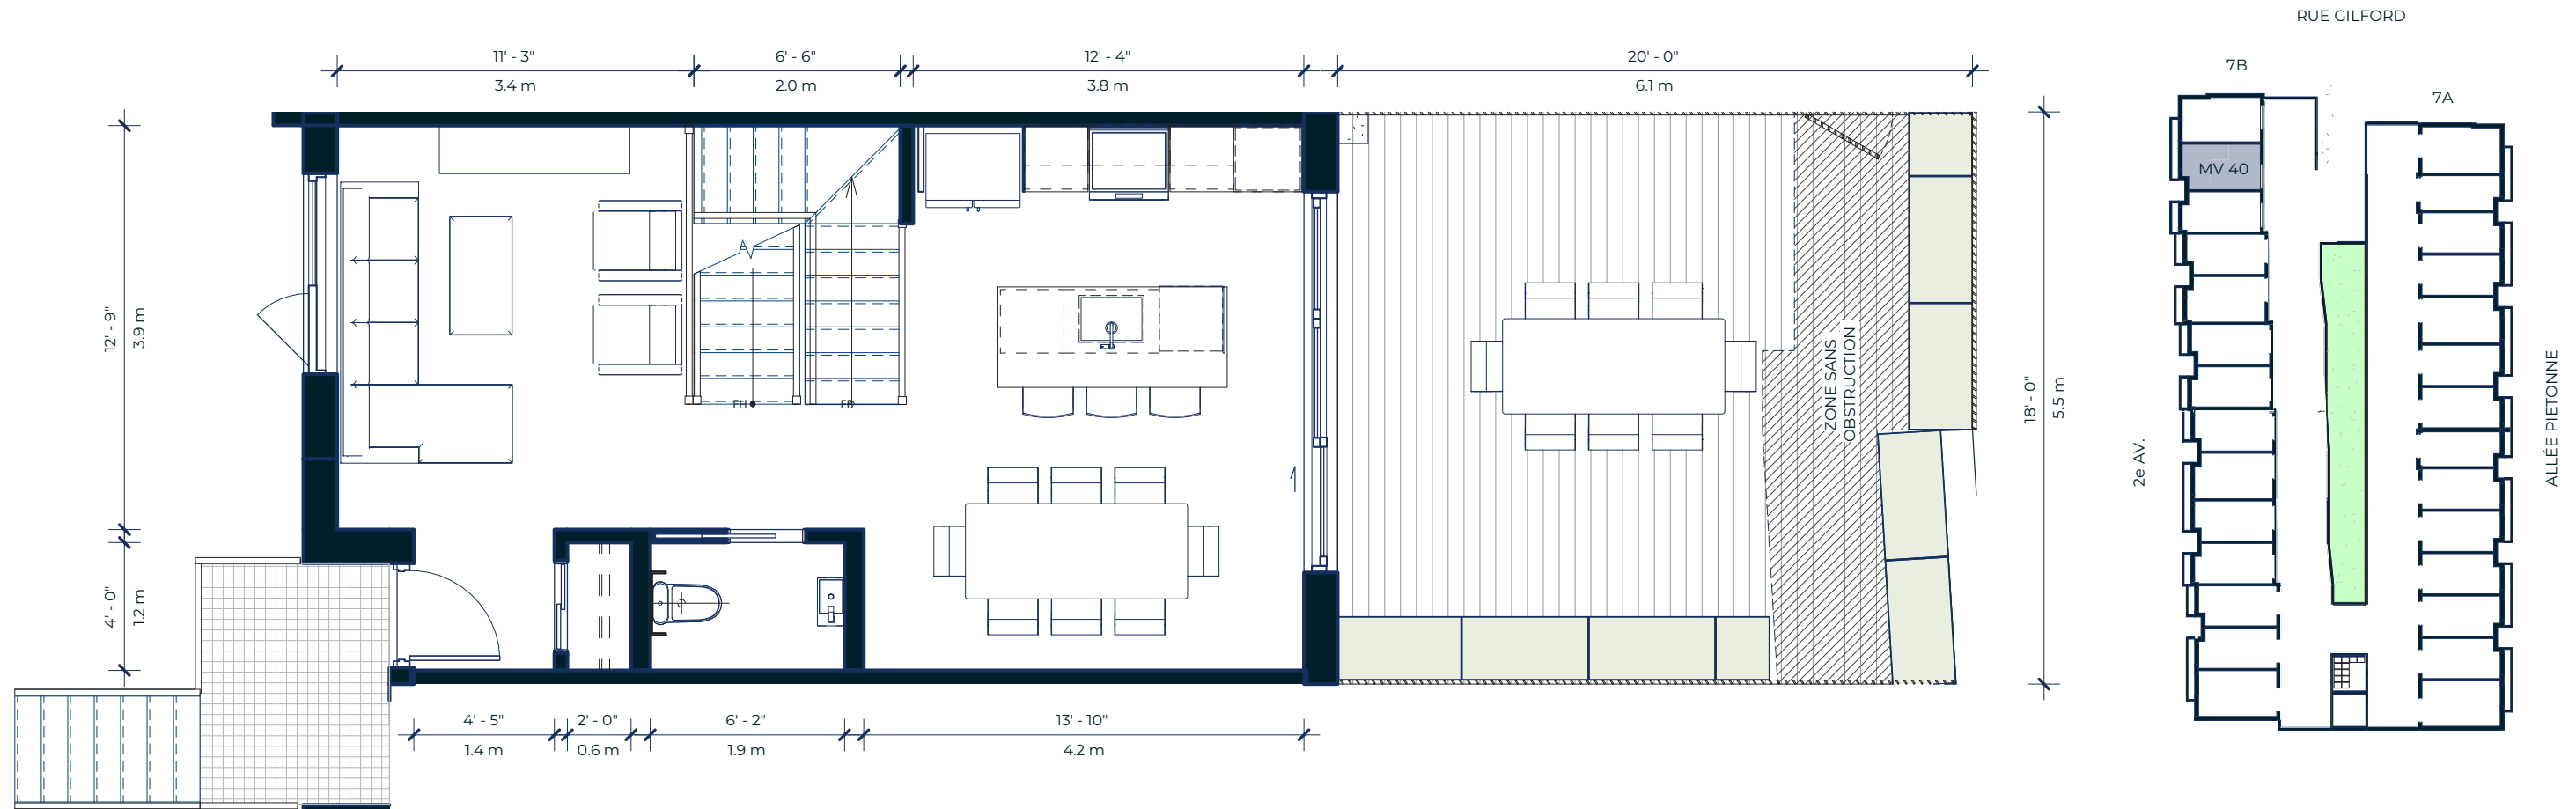 RUE GILFORD
11' - 3"
6' - 6"
12' - 4"
20' - 0"
3.4 m
2.0 m
3.8 m
6.1 m
7B
7A
MV 40
12' - 9"
3.9 m
4' - 0"
1.2 m
EH
EB
ZONE SANS
OBSTRUCTION
18' - 0"
5.5 m
2e AV.
ALLÉE PIETONNE
4' - 5"
2' - 0"
6' - 2"
13' - 10"
1.4 m
0.6 m
1.9 m
4.2 m